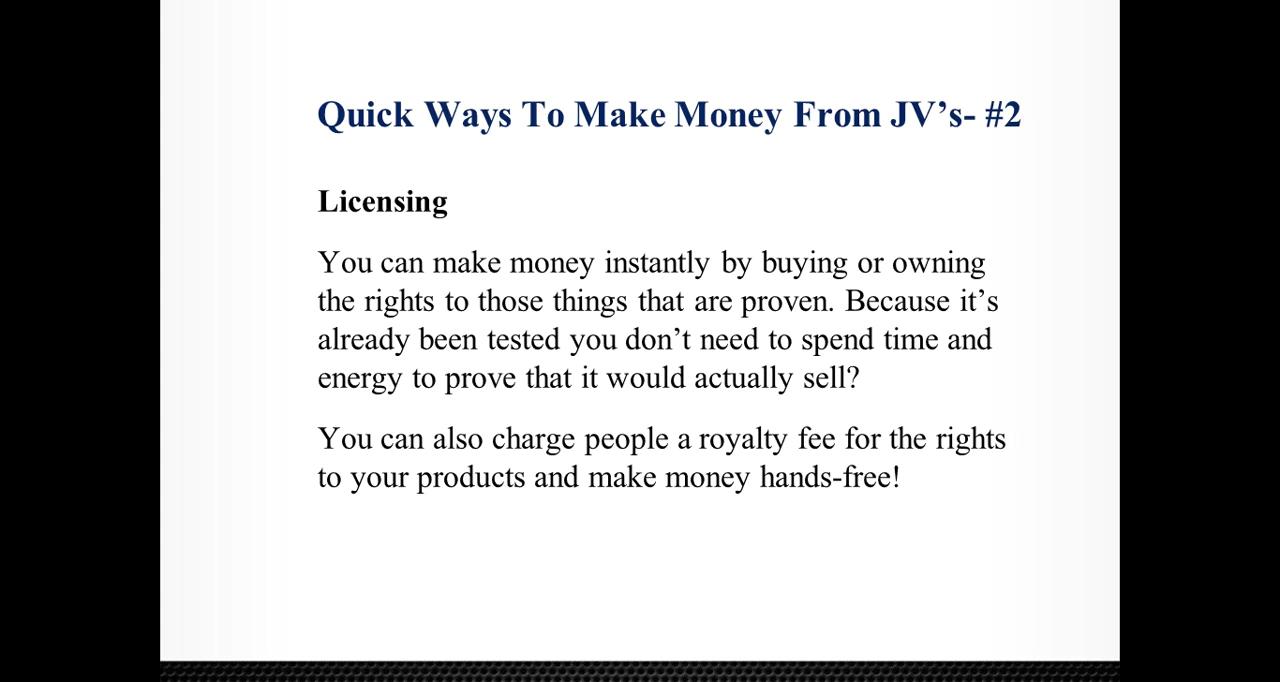 Quick Ways To Make Money From JV’s- #2
Licensing
You can make money instantly by buying or owning
the rights to those things that are proven. Because it’s
already been tested you don’t need to spend time and
energy to prove that it would actually sell?
You can also charge people a royalty fee for the rights
to your products and make money hands-free!